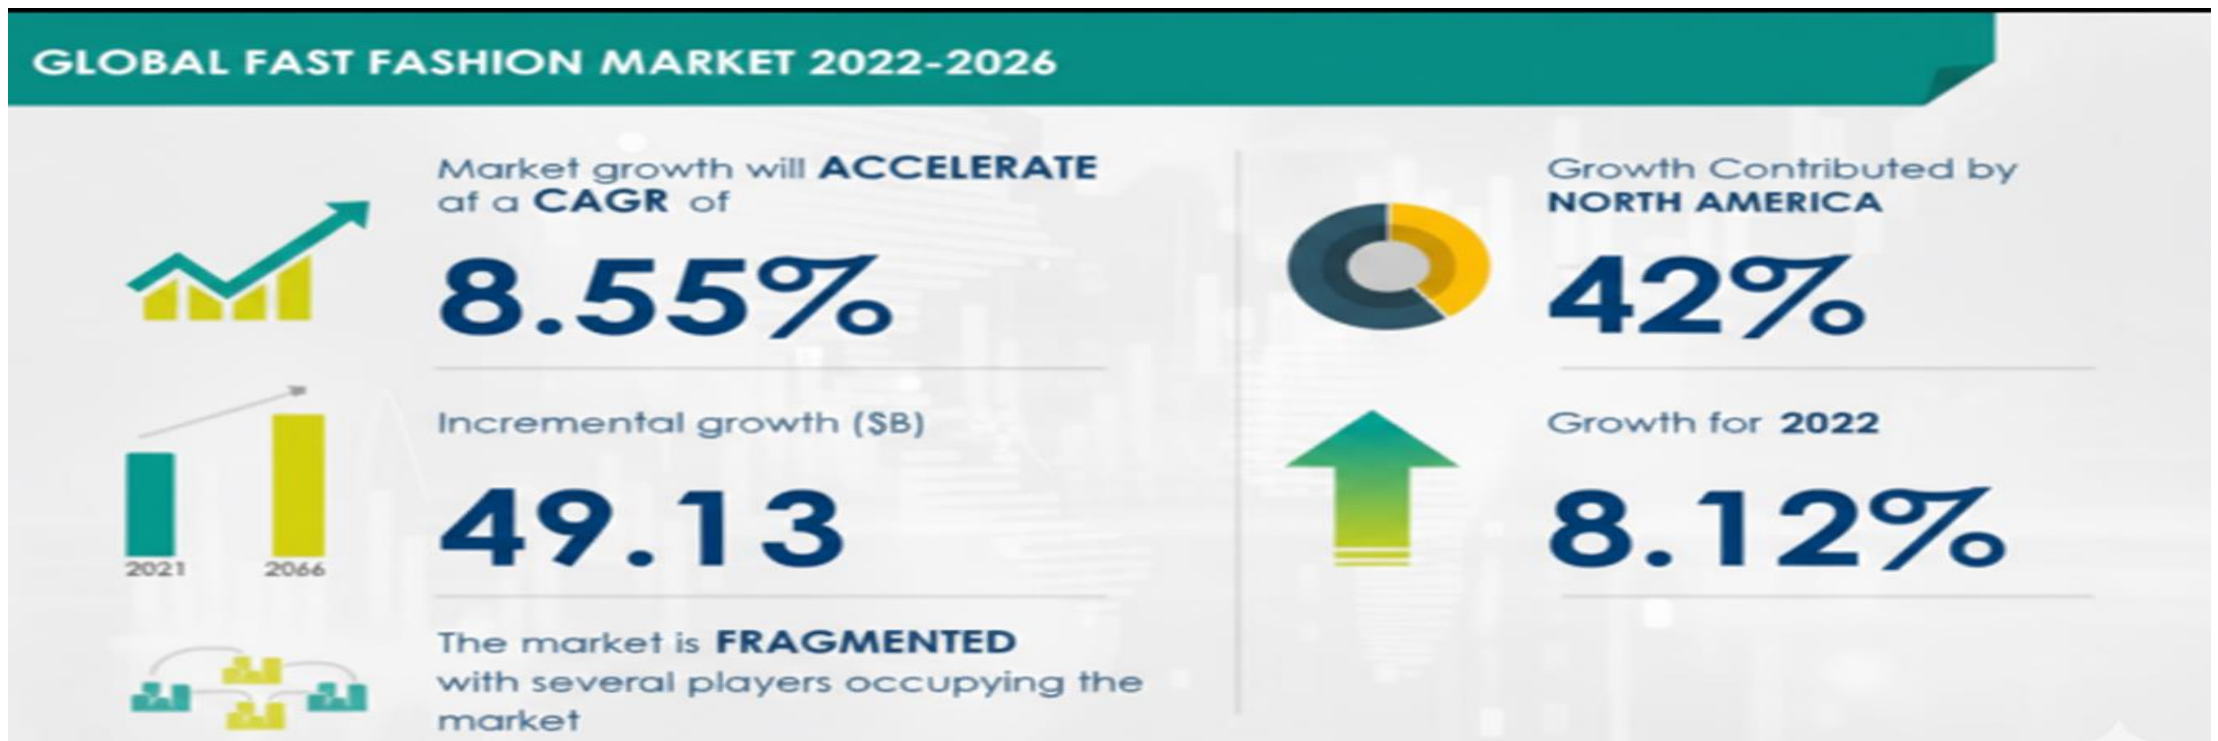 GLOBAL FAST FASHION MARKET 2022-2026
Market growth will ACCELERATE
af a CAGR of
8.55%
Incremental growth ($B)
49.13
2021 2066
The market is FRAGMENTED
with several players occupying the
market
Growth Contributed by
NORTH AMERICA
42%
Growth for 2022
8.12%